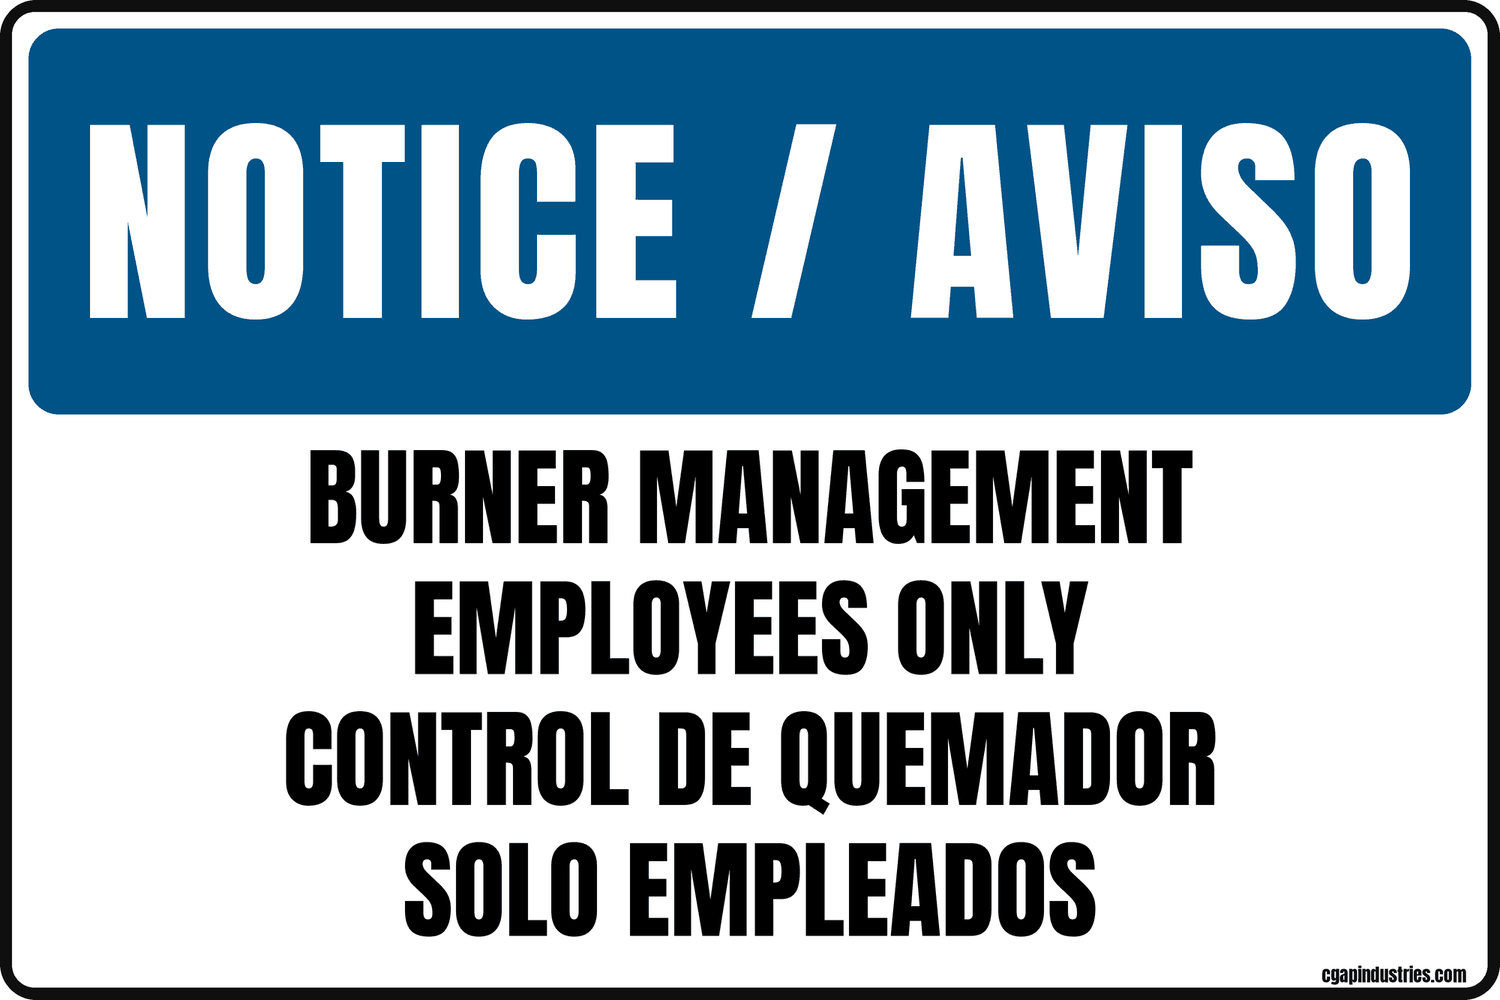 NOTICE / AVISO
BURNER MANAGEMENT
EMPLOYEES ONLY
CONTROL DE QUEMADOR
SOLO EMPLEADOS
cgapindustries.com